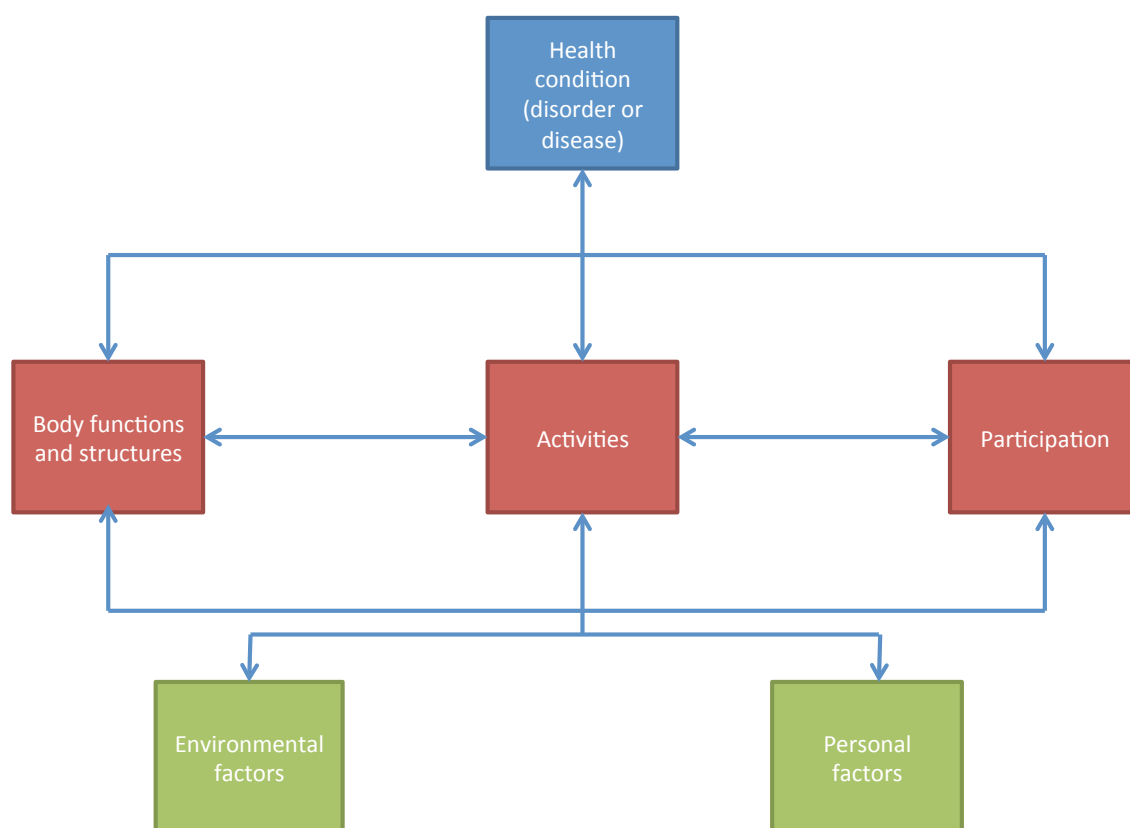 Health
condition
(disorder or
disease)
Body functions
and structures
Activities
Participation
Environmental
factors
Personal
factors